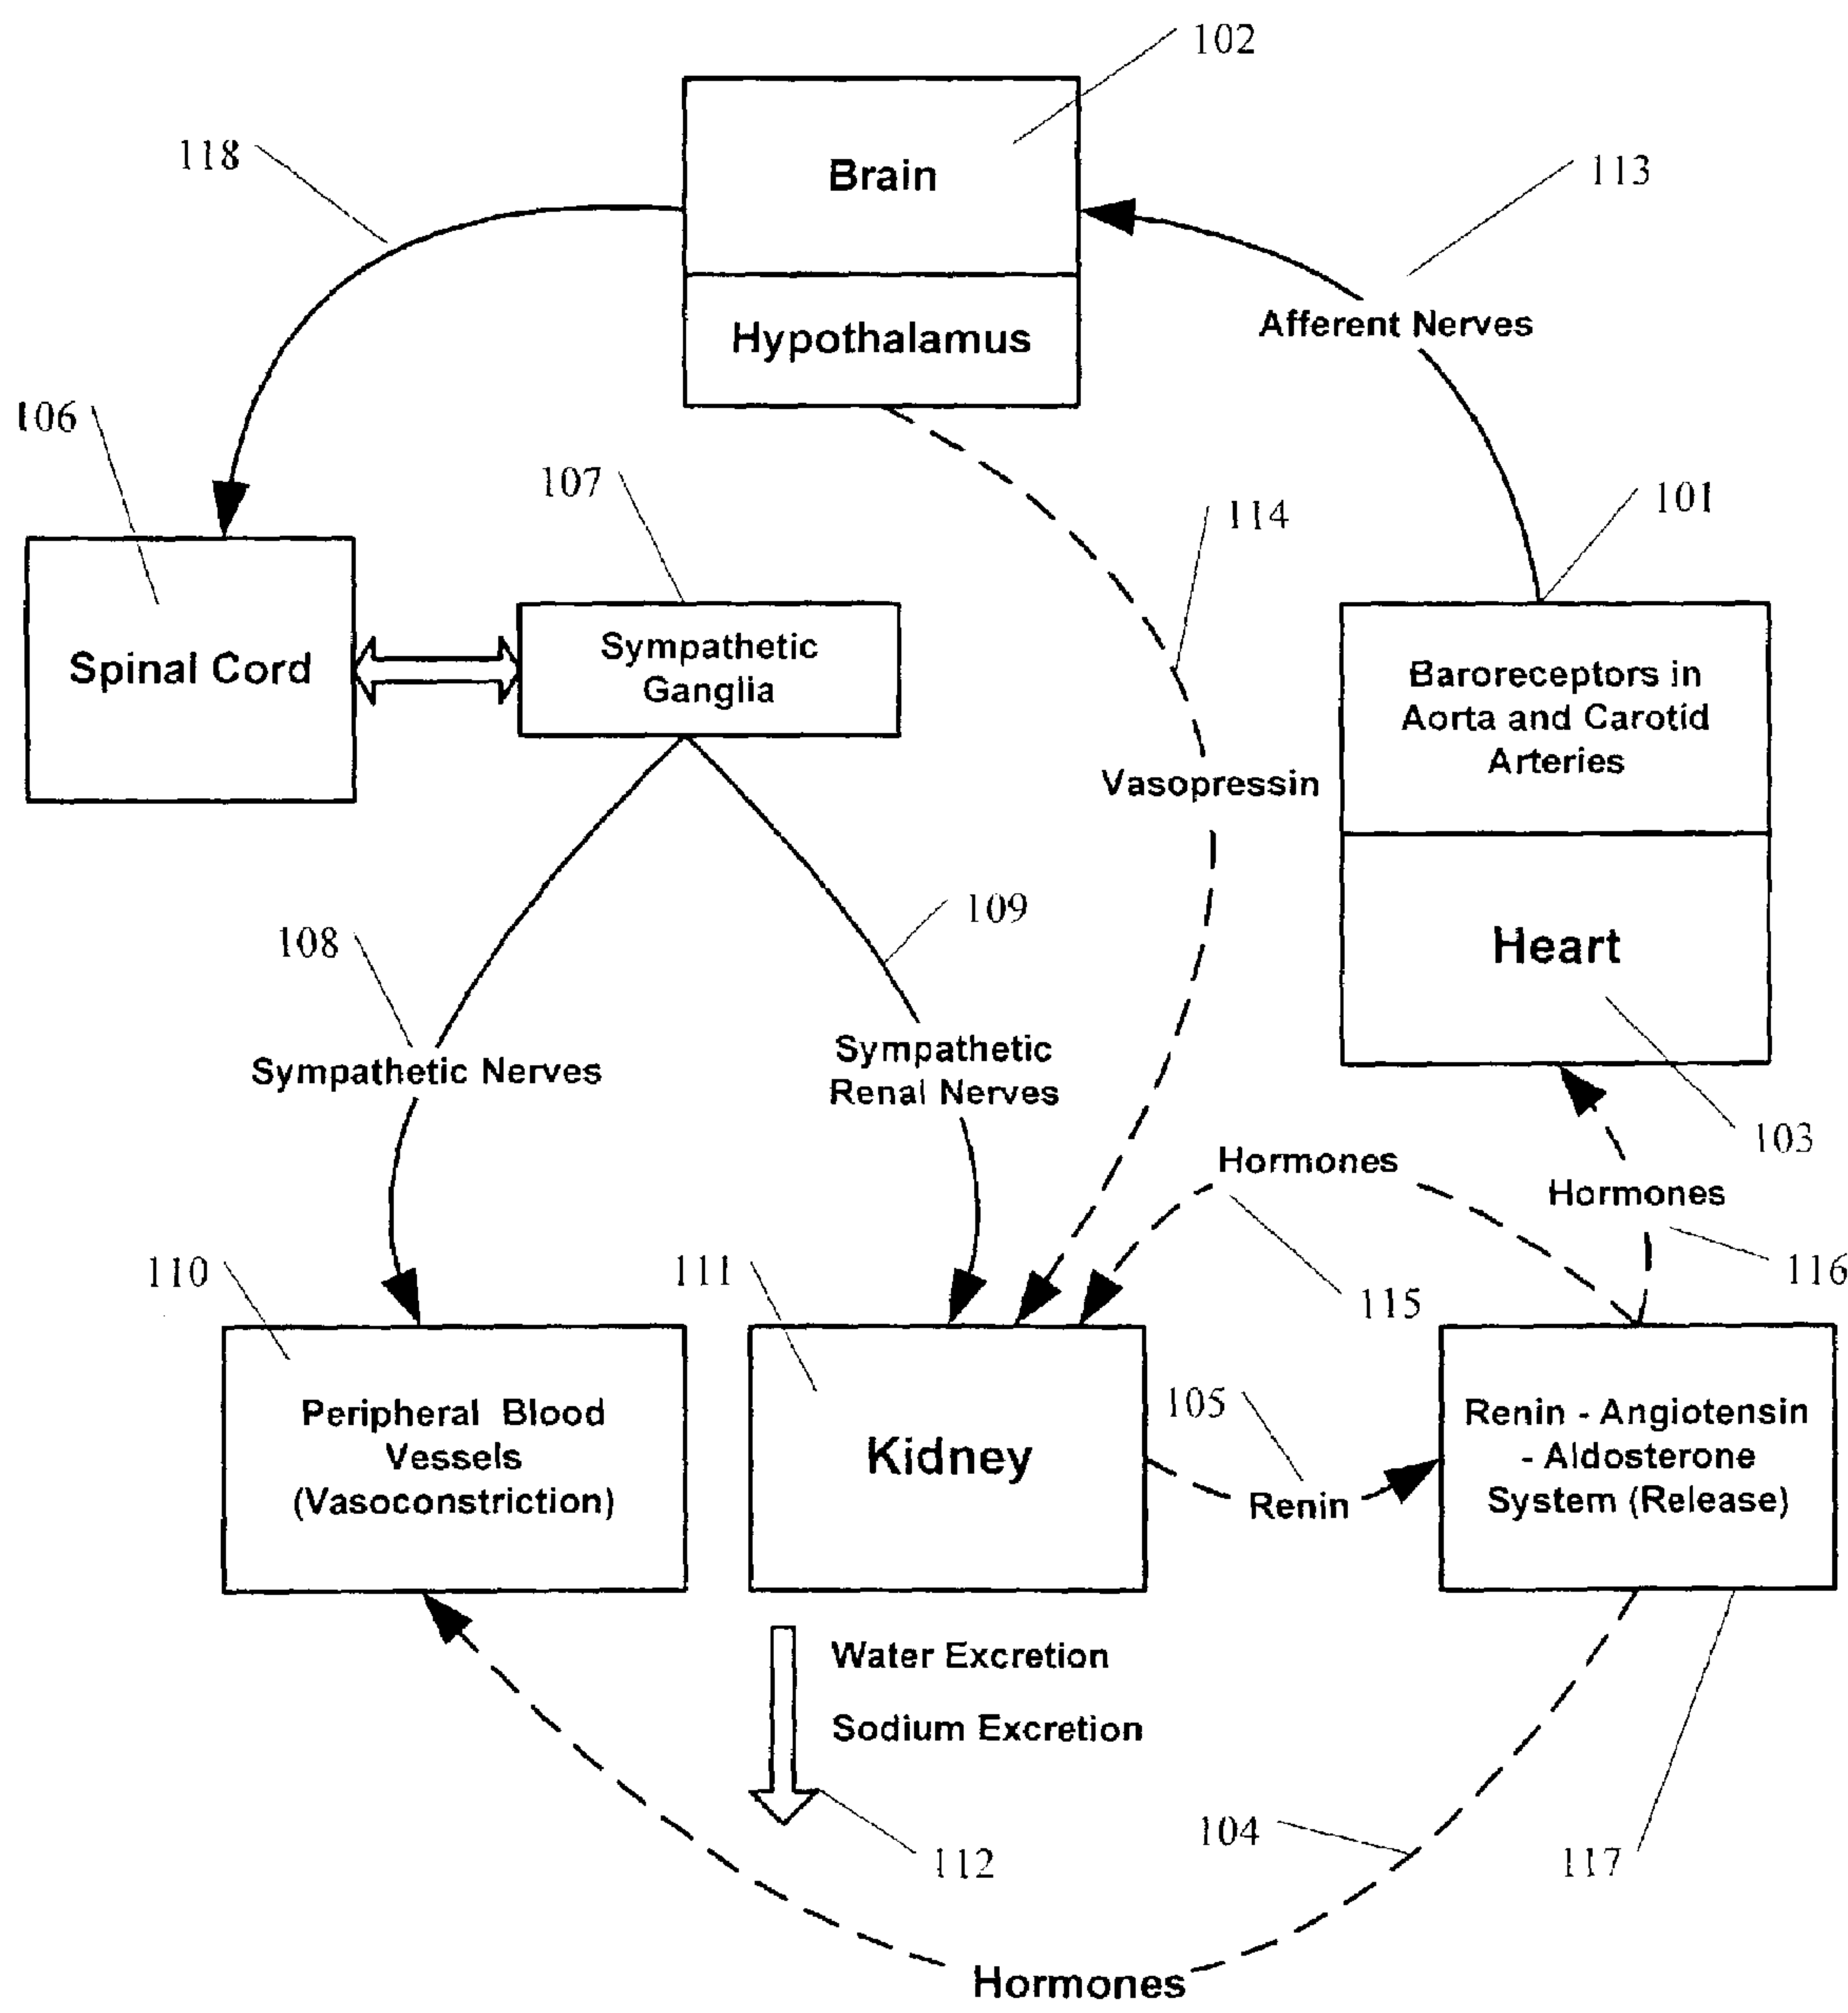 102
118
Brain
113
Hypothalamus
Afferent Nerves
106
107
114
101
Spinal Cord
Sympathetic
Ganglia
Baroreceptors in
Aorta and Carotid
Arteries
Vasopressin
109
108
Heart
Sympathetic Nerves
Sympathetic
Renal Nerves
103
Hormones
Hormones
110
111
116
115
105
Peripheral Blood
Vessels
(Vasoconstriction)
Kidney
Renin
Renin - Angiotensin
- Aldosterone
System (Release)
Water Excretion
Sodium Excretion
104
112
117
Hormones